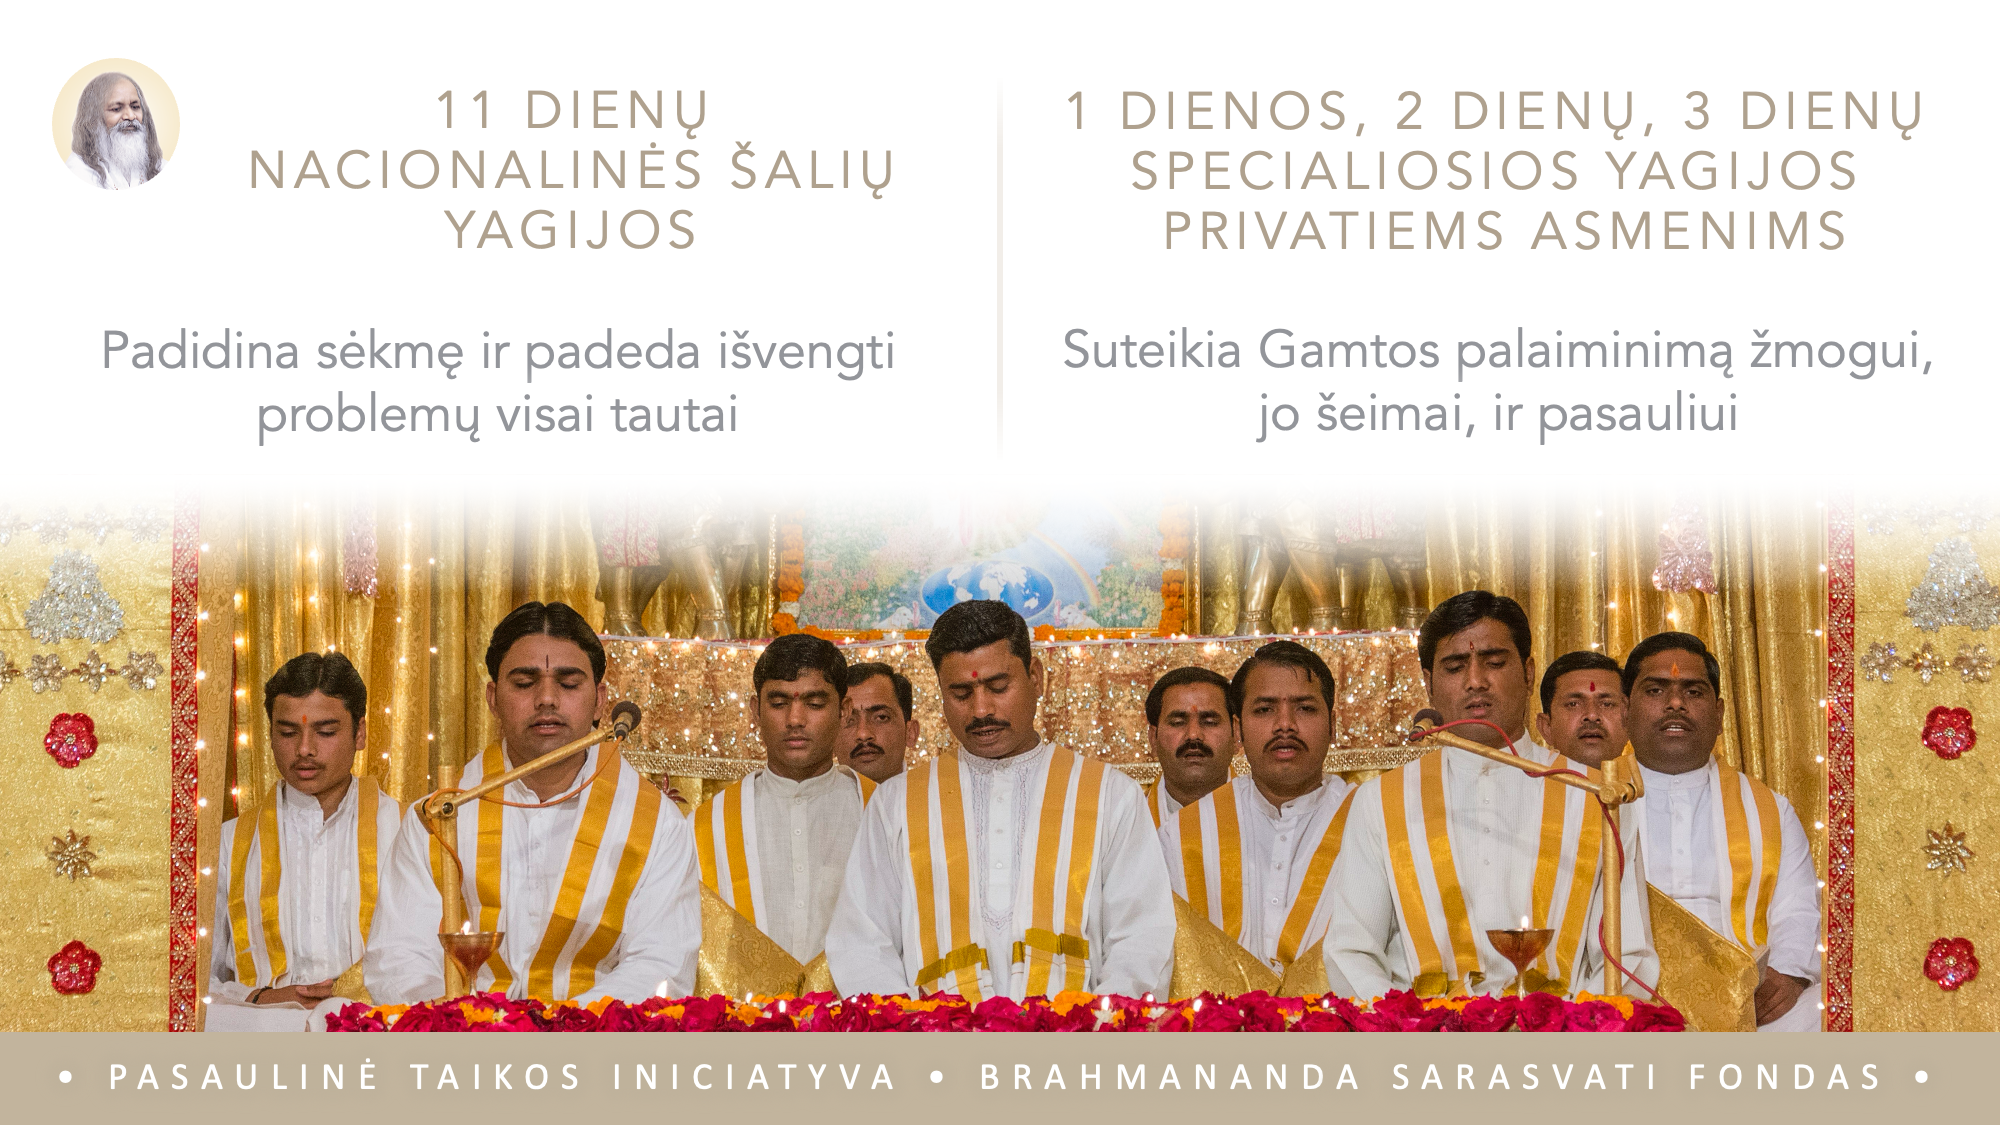 11 DIENŲ
NACIONALINĖS ŠALIŲ
YAGIJOS
Padidina sėkmę ir padeda išvengti
problemų visai tautai
1 DIENOS, 2 DIENŲ, 3 DIENŲ
SPECIALIOSIOS YAGIJOS
PRIVATIEMS ASMENIMS
Suteikia Gamtos palaiminimą žmogui,
jo šeimai, ir pasauliui
• PASAULINĖ TAIKOS INICIATYVA • BRAHMANANDA SARASVATI FONDAS •